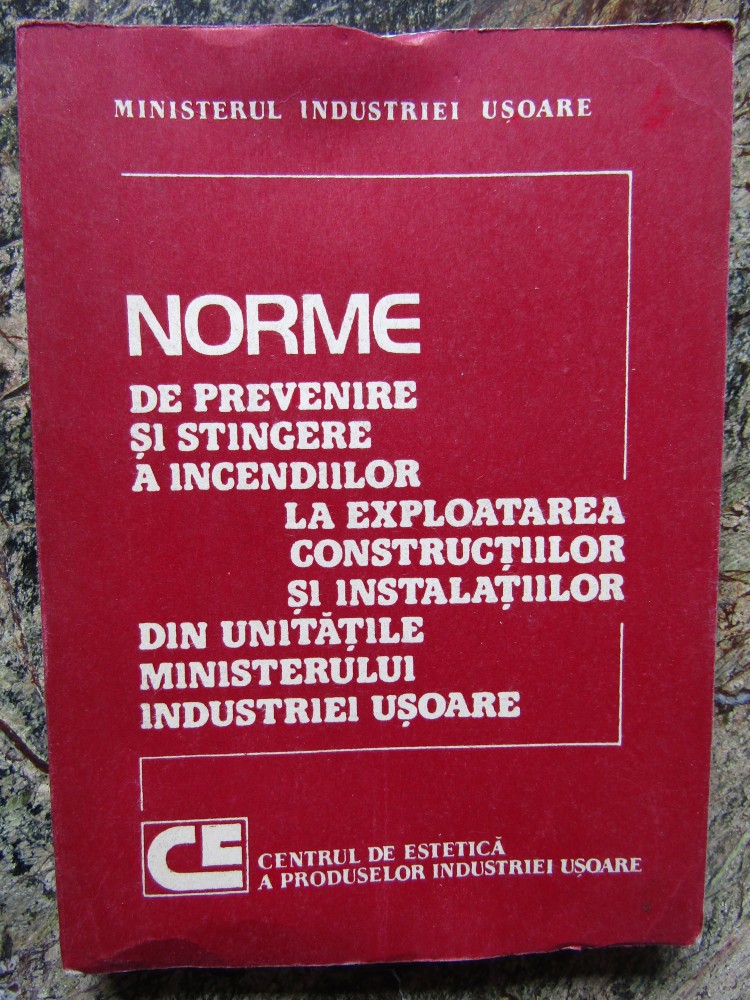 MINISTERUL INDUSTRIEI UȘOARE
NORME
DE PREVENIRE
ȘI STINGERE
A INCENDIILOR
LA EXPLOATAREA
CONSTRUCȚIILOR
ȘI INSTALAȚIILOR
DIN UNITĂȚILE
MINISTERULUI
INDUSTRIEI UȘOARE
CE
CENTRUL DE ESTETICĂ
A PRODUSELOR INDUSTRIEI UȘOARE